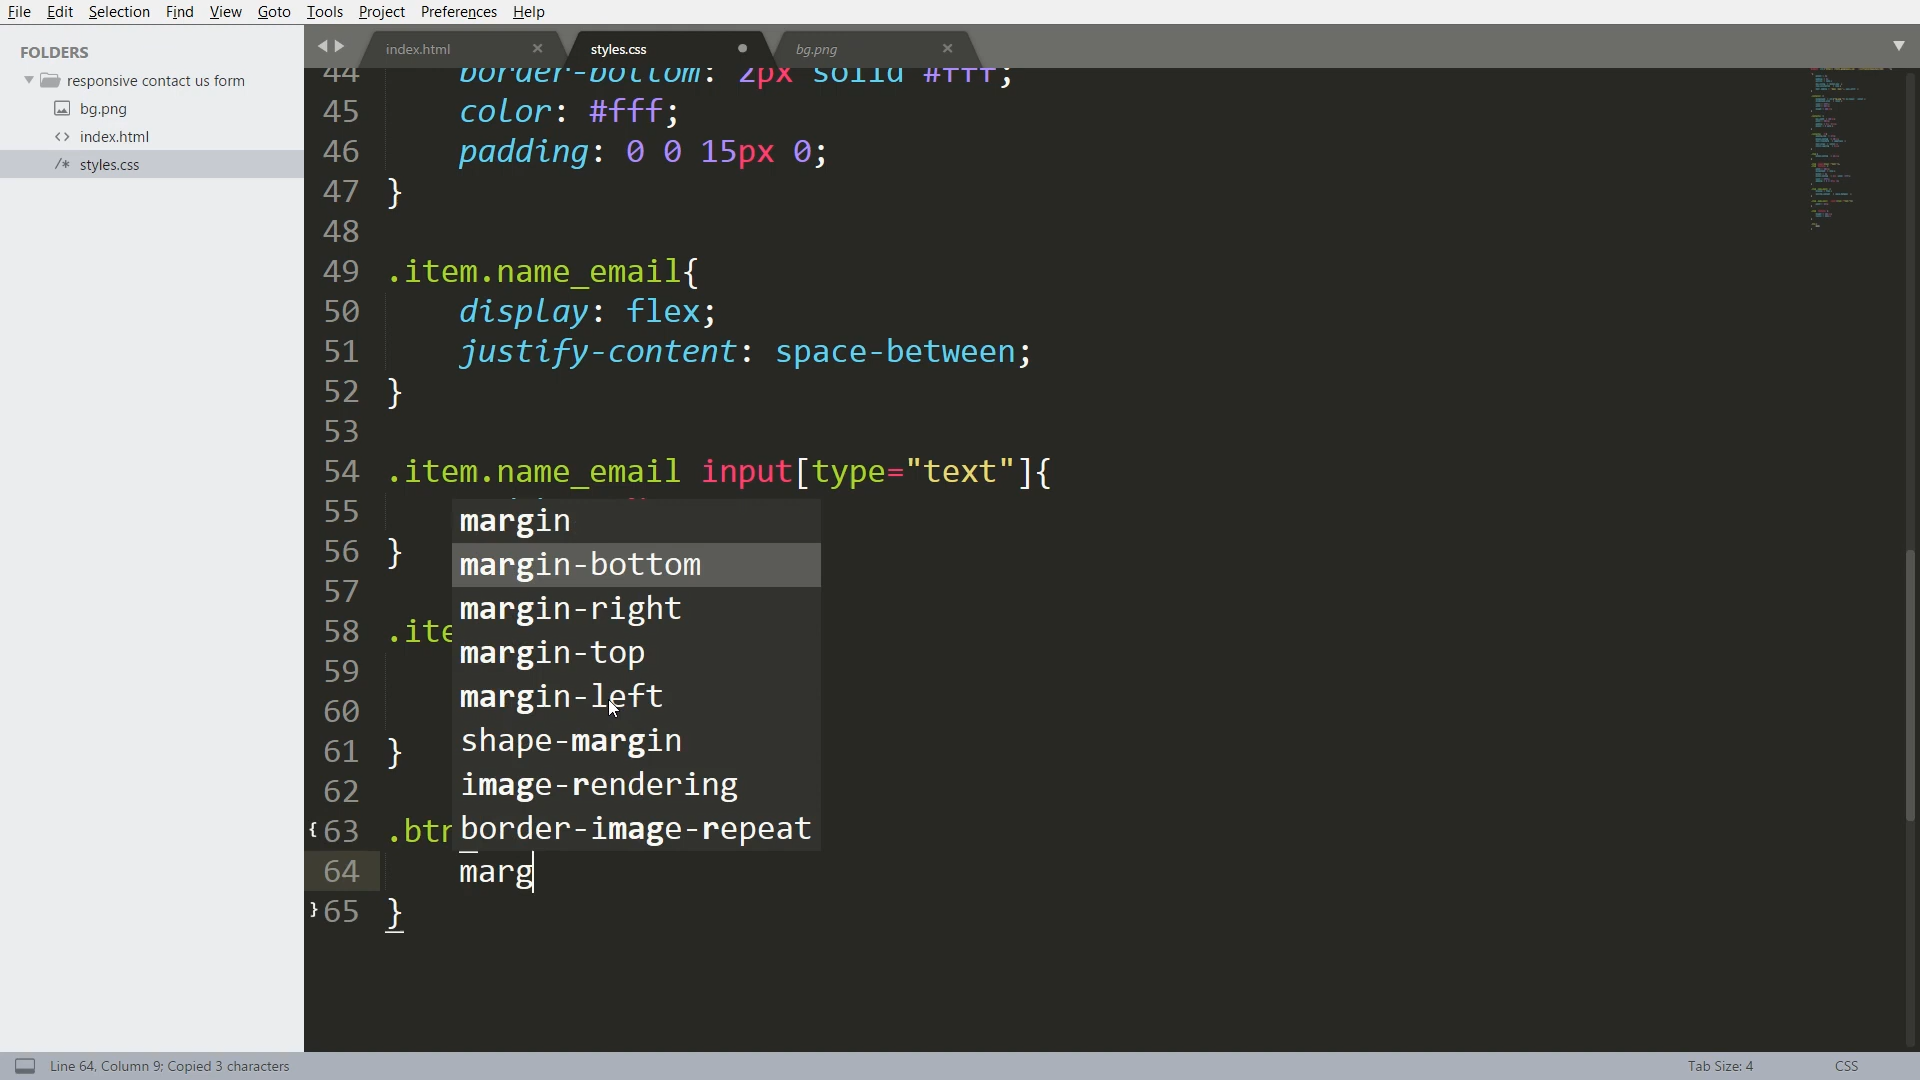 File Edit Selection Find View Goto Tools Project Preferences Help
index.html
styles.css
bg.png
FOLDERS
responsive contact us form
bg.png
index.html
styles.css
44 border-bottom: 2px solid #fff;
45 color: #fff;
46 padding: 0 0 15px 0;
47 }
48
49 .item.name_email{
50 display: flex;
51 justify-content: space-between;
52 }
53
54 .item.name_email input[type="text"]{
55
56 }
57
58 .ite
59
60
61 }
62
{ 63 .btn
64 marg
} 65 }
margin
margin-bottom
margin-right
margin-top
margin-left
shape-margin
image-rendering
border-image-repeat
Line 64, Column 9; Copied 3 characters
Tab Size: 4
CSS